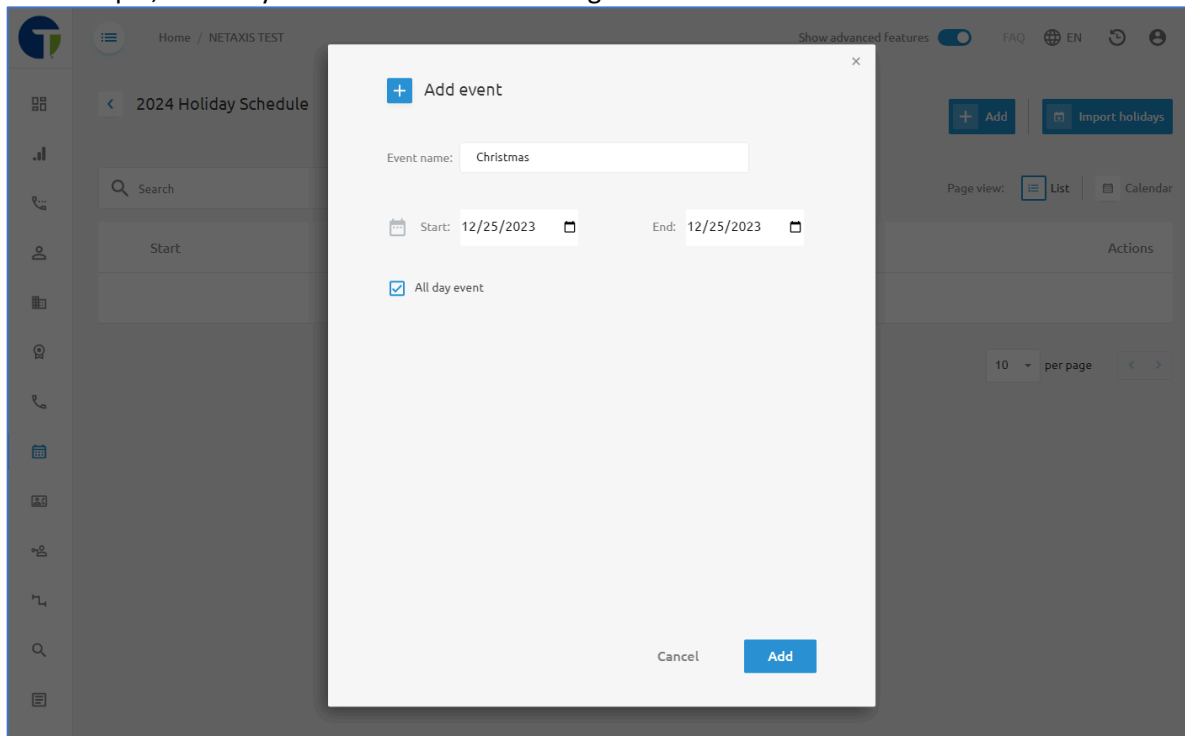 Home / NETAXIS TEST
Show advanced features
FAQ
EN
Add event
2024 Holiday Schedule
Add
Import holidays
Event name: Christmas
Search
Page view: List Calendar
Start: 12/25/2023 End: 12/25/2023
Start
Actions
All day event
10 per page
Cancel
Add